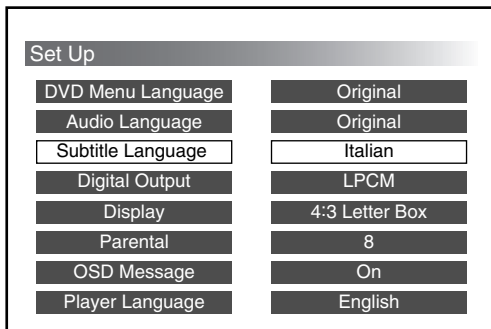 Set Up
DVD Menu Language Original
Audio Language Original
Subtitle Language Italian
Digital Output LPCM
Display 4:3 Letter Box
Parental 8
OSD Message On
Player Language English